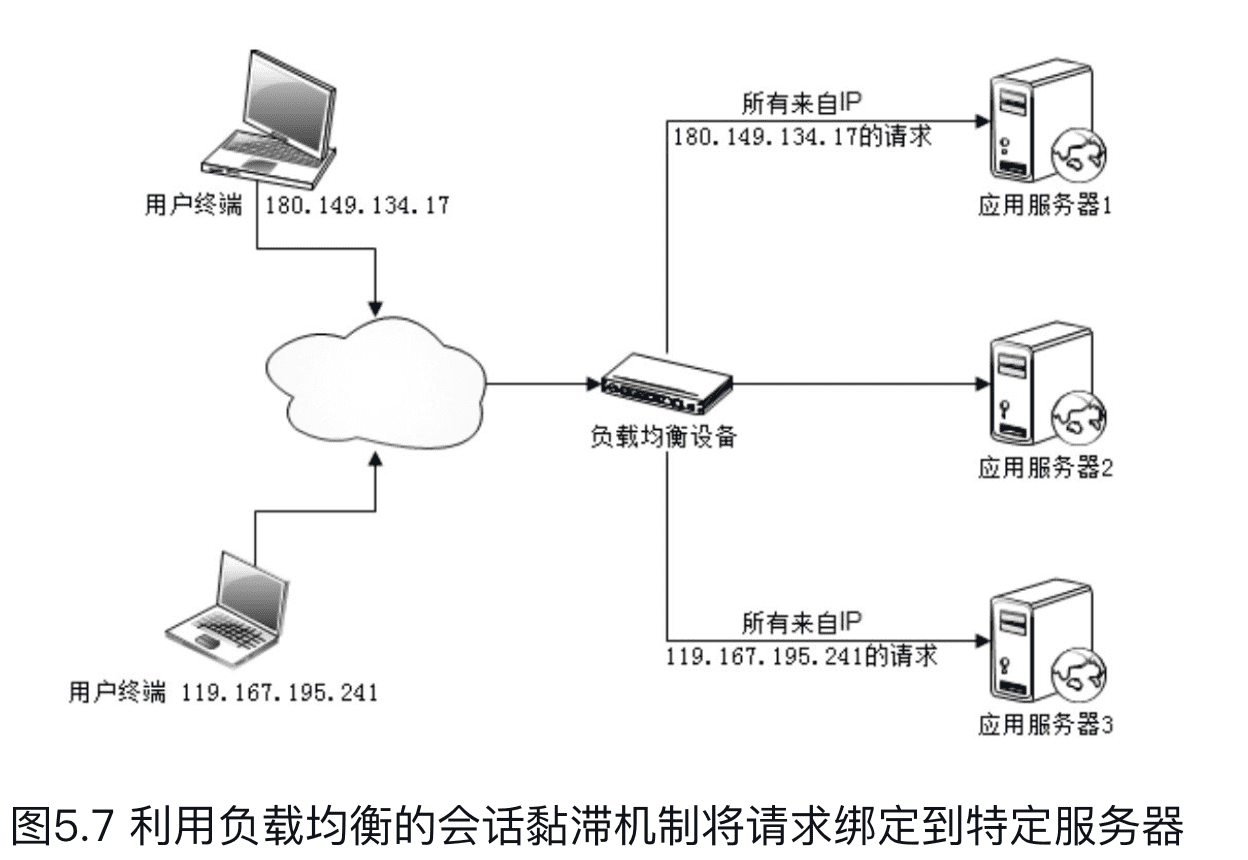 所有来自IP
180.149.134.17的请求
用户终端 180.149.134.17
应用服务器1
负载均衡设备
应用服务器2
所有来自IP
119.167.195.241的请求
用户终端 119.167.195.241
应用服务器3
图5.7 利用负载均衡的会话黏滞机制将请求绑定到特定服务器